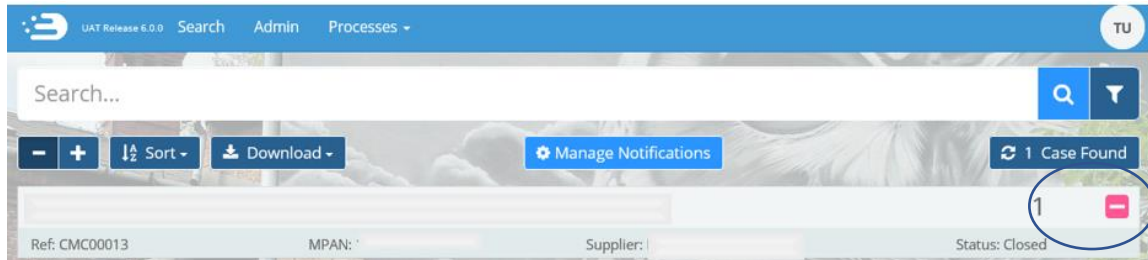 UAT Release 6.0.0 Search Admin Processes TU
Search...
Sort Download Manage Notifications 1 Case Found
1
Ref: CMC00013 MPAN: Supplier: Status: Closed